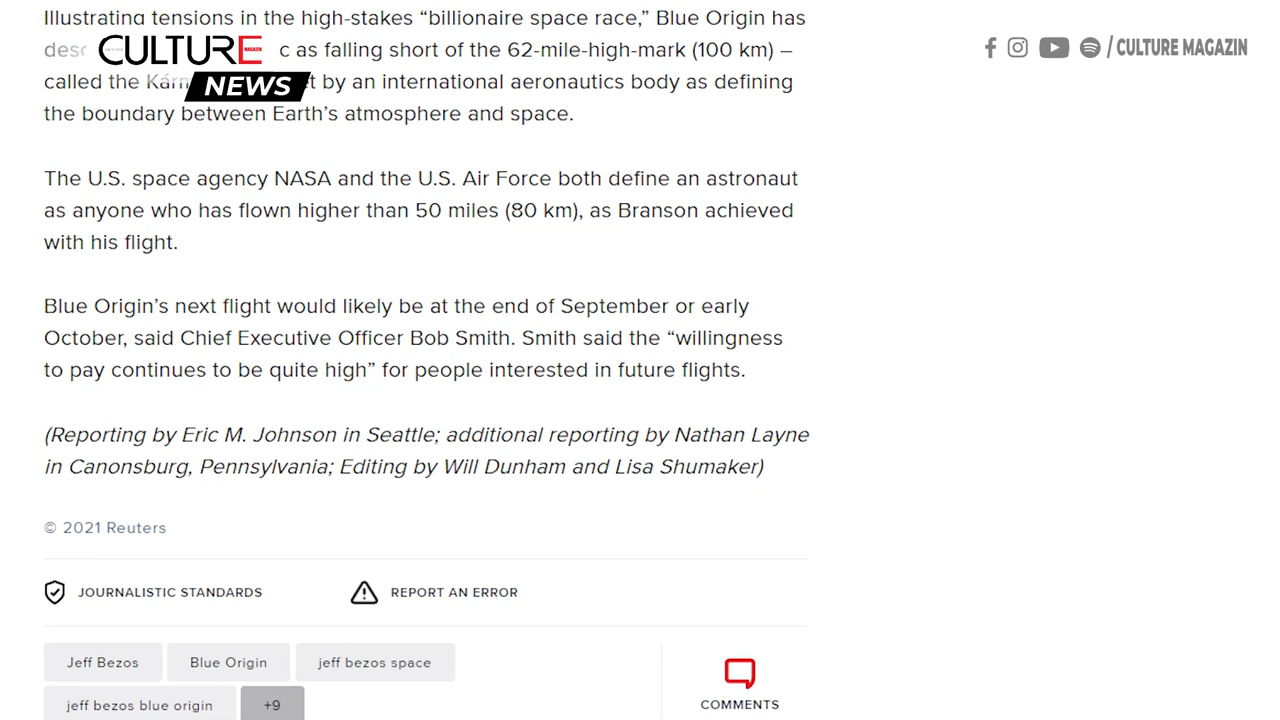 Illustrating tensions in the high-stakes “billionaire space race,” Blue Origin has
c as falling short of the 62-mile-high-mark (100 km) –
called the Kárm t by an international aeronautics body as defining
the boundary between Earth’s atmosphere and space.
CULTURE
MAGAZIN
NEWS
/ CULTURE MAGAZIN
The U.S. space agency NASA and the U.S. Air Force both define an astronaut
as anyone who has flown higher than 50 miles (80 km), as Branson achieved
with his flight.
Blue Origin’s next flight would likely be at the end of September or early
October, said Chief Executive Officer Bob Smith. Smith said the “willingness
to pay continues to be quite high” for people interested in future flights.
(Reporting by Eric M. Johnson in Seattle; additional reporting by Nathan Layne
in Canonsburg, Pennsylvania; Editing by Will Dunham and Lisa Shumaker)
© 2021 Reuters
JOURNALISTIC STANDARDS
REPORT AN ERROR
Jeff Bezos
Blue Origin
jeff bezos space
jeff bezos blue origin
+9
COMMENTS